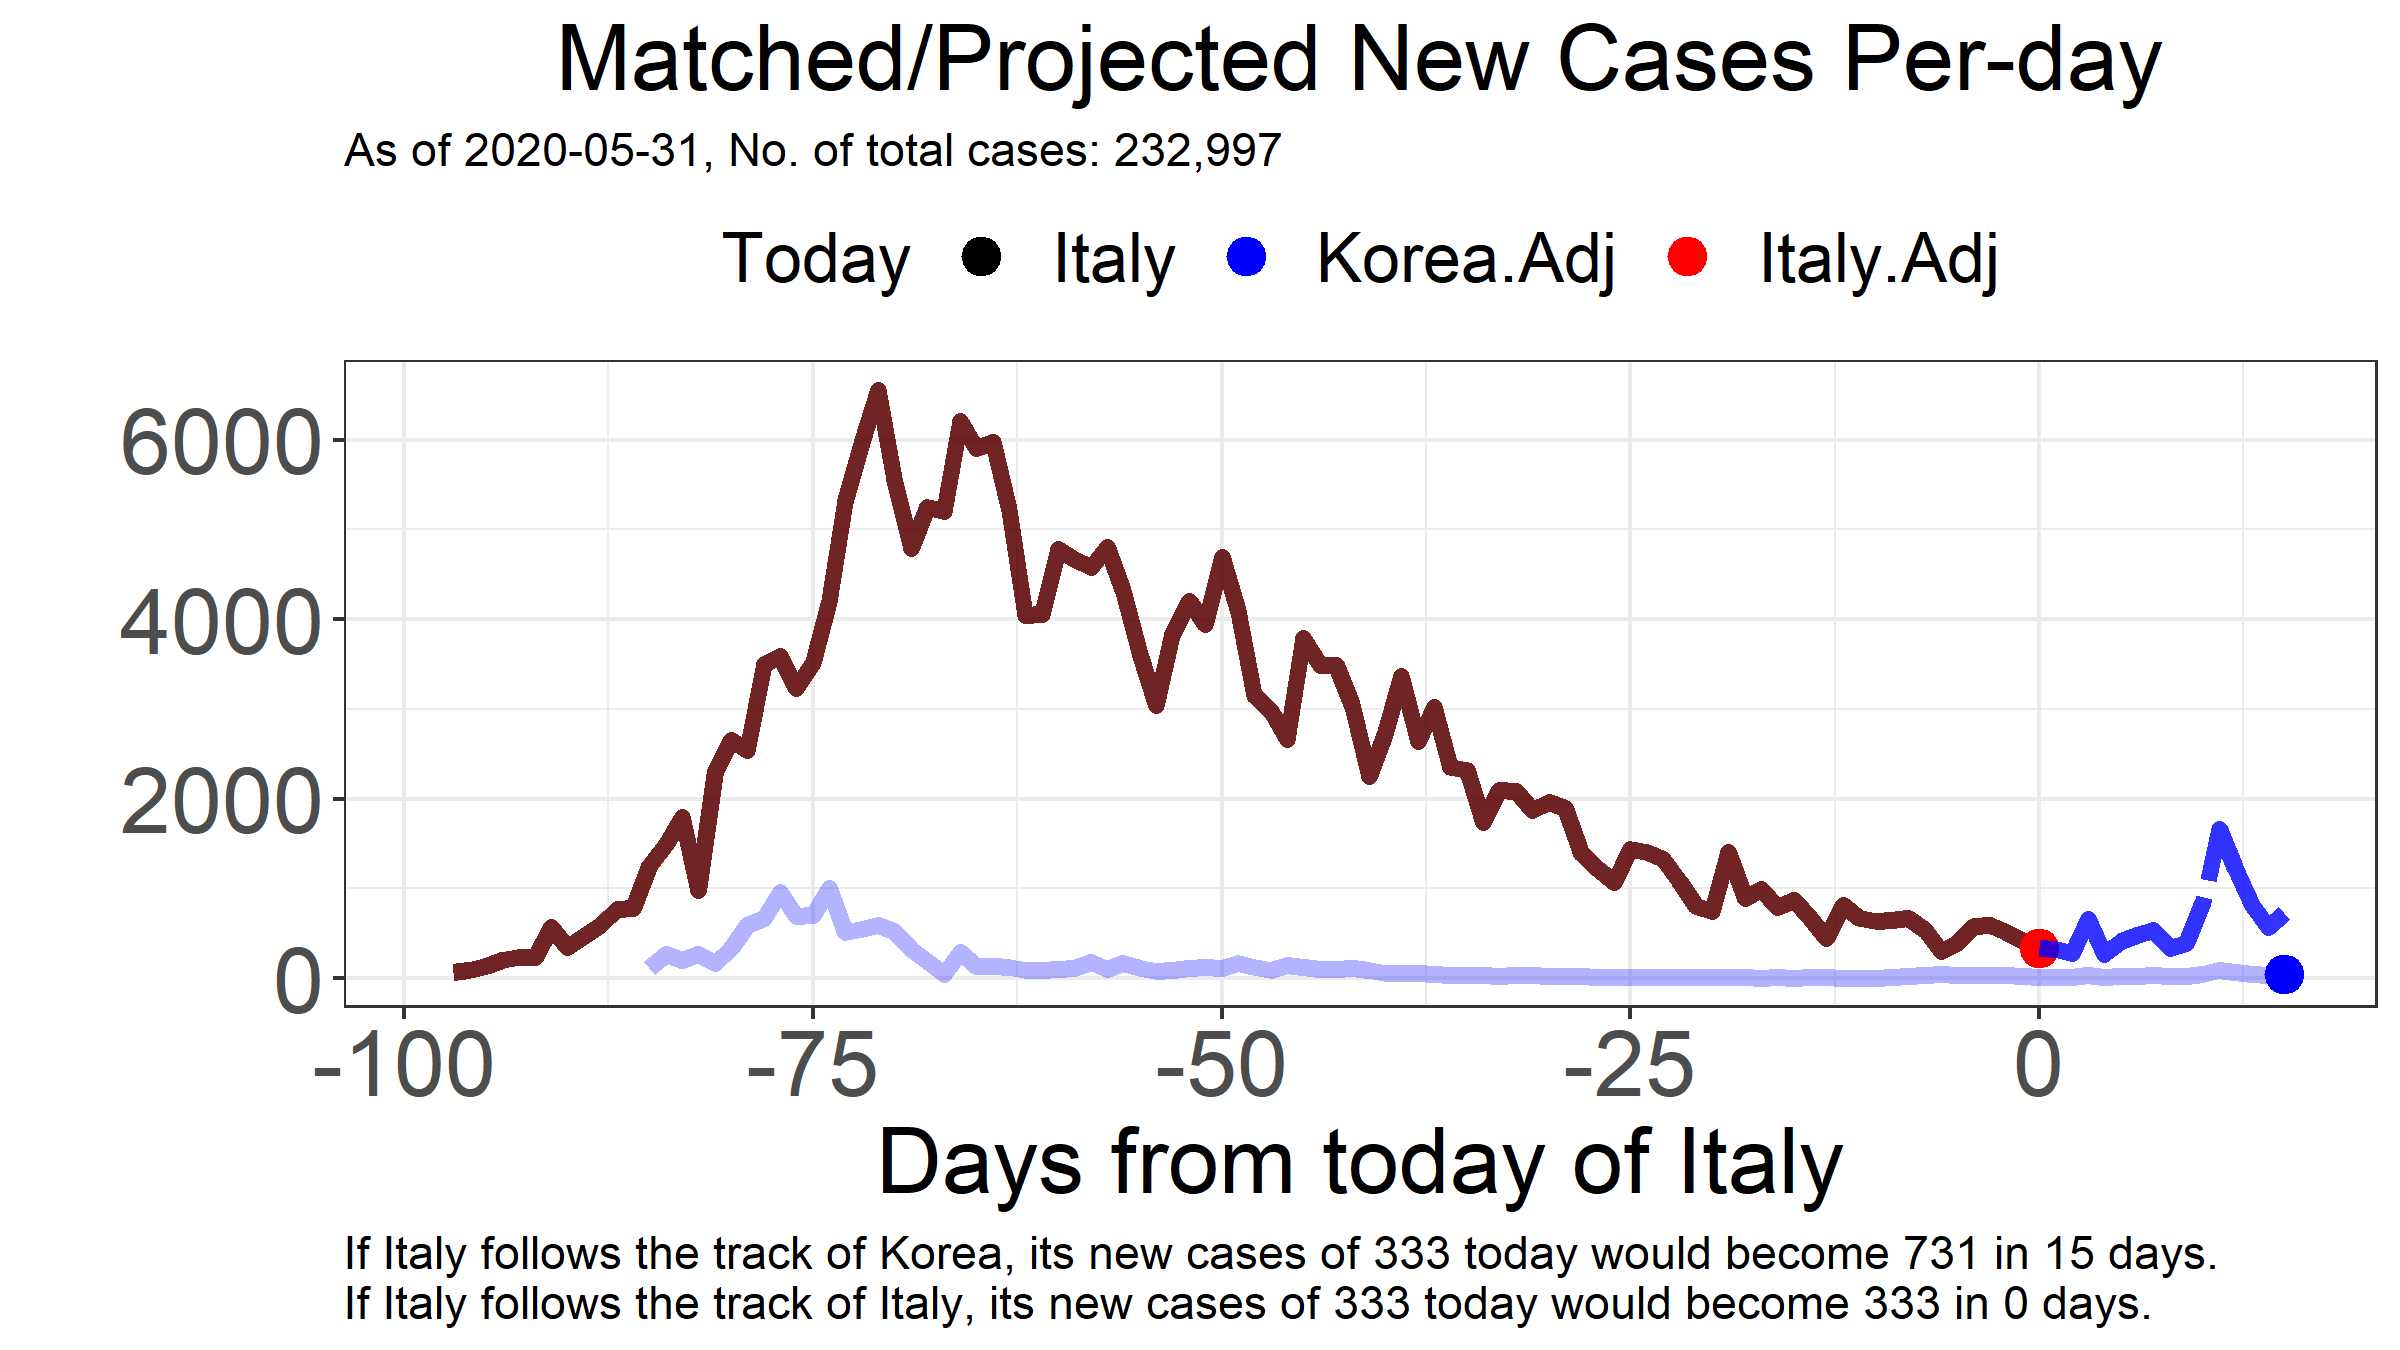 Matched/Projected New Cases Per-day
As of 2020-05-31, No. of total cases: 232,997
Today Italy Korea.Adj Italy.Adj
6000
4000
2000
0
-100 -75 -50 -25 0
Days from today of Italy
If Italy follows the track of Korea, its new cases of 333 today would become 731 in 15 days.
If Italy follows the track of Italy, its new cases of 333 today would become 333 in 0 days.